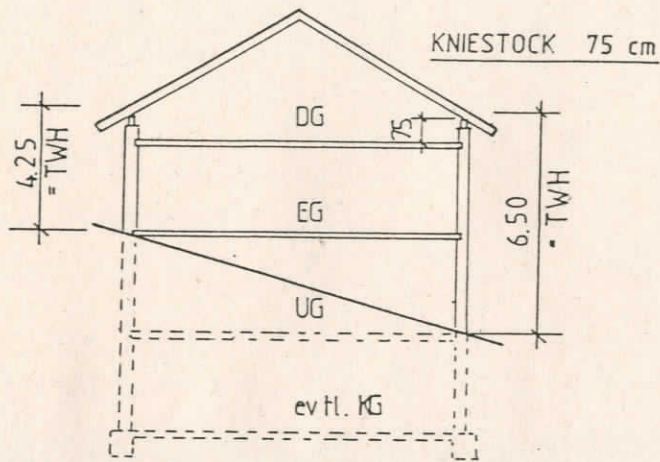 KNIESTOCK 75 cm
DG
75
4.25
= TWH
EG
6.50
= TWH
UG
evtl. KG